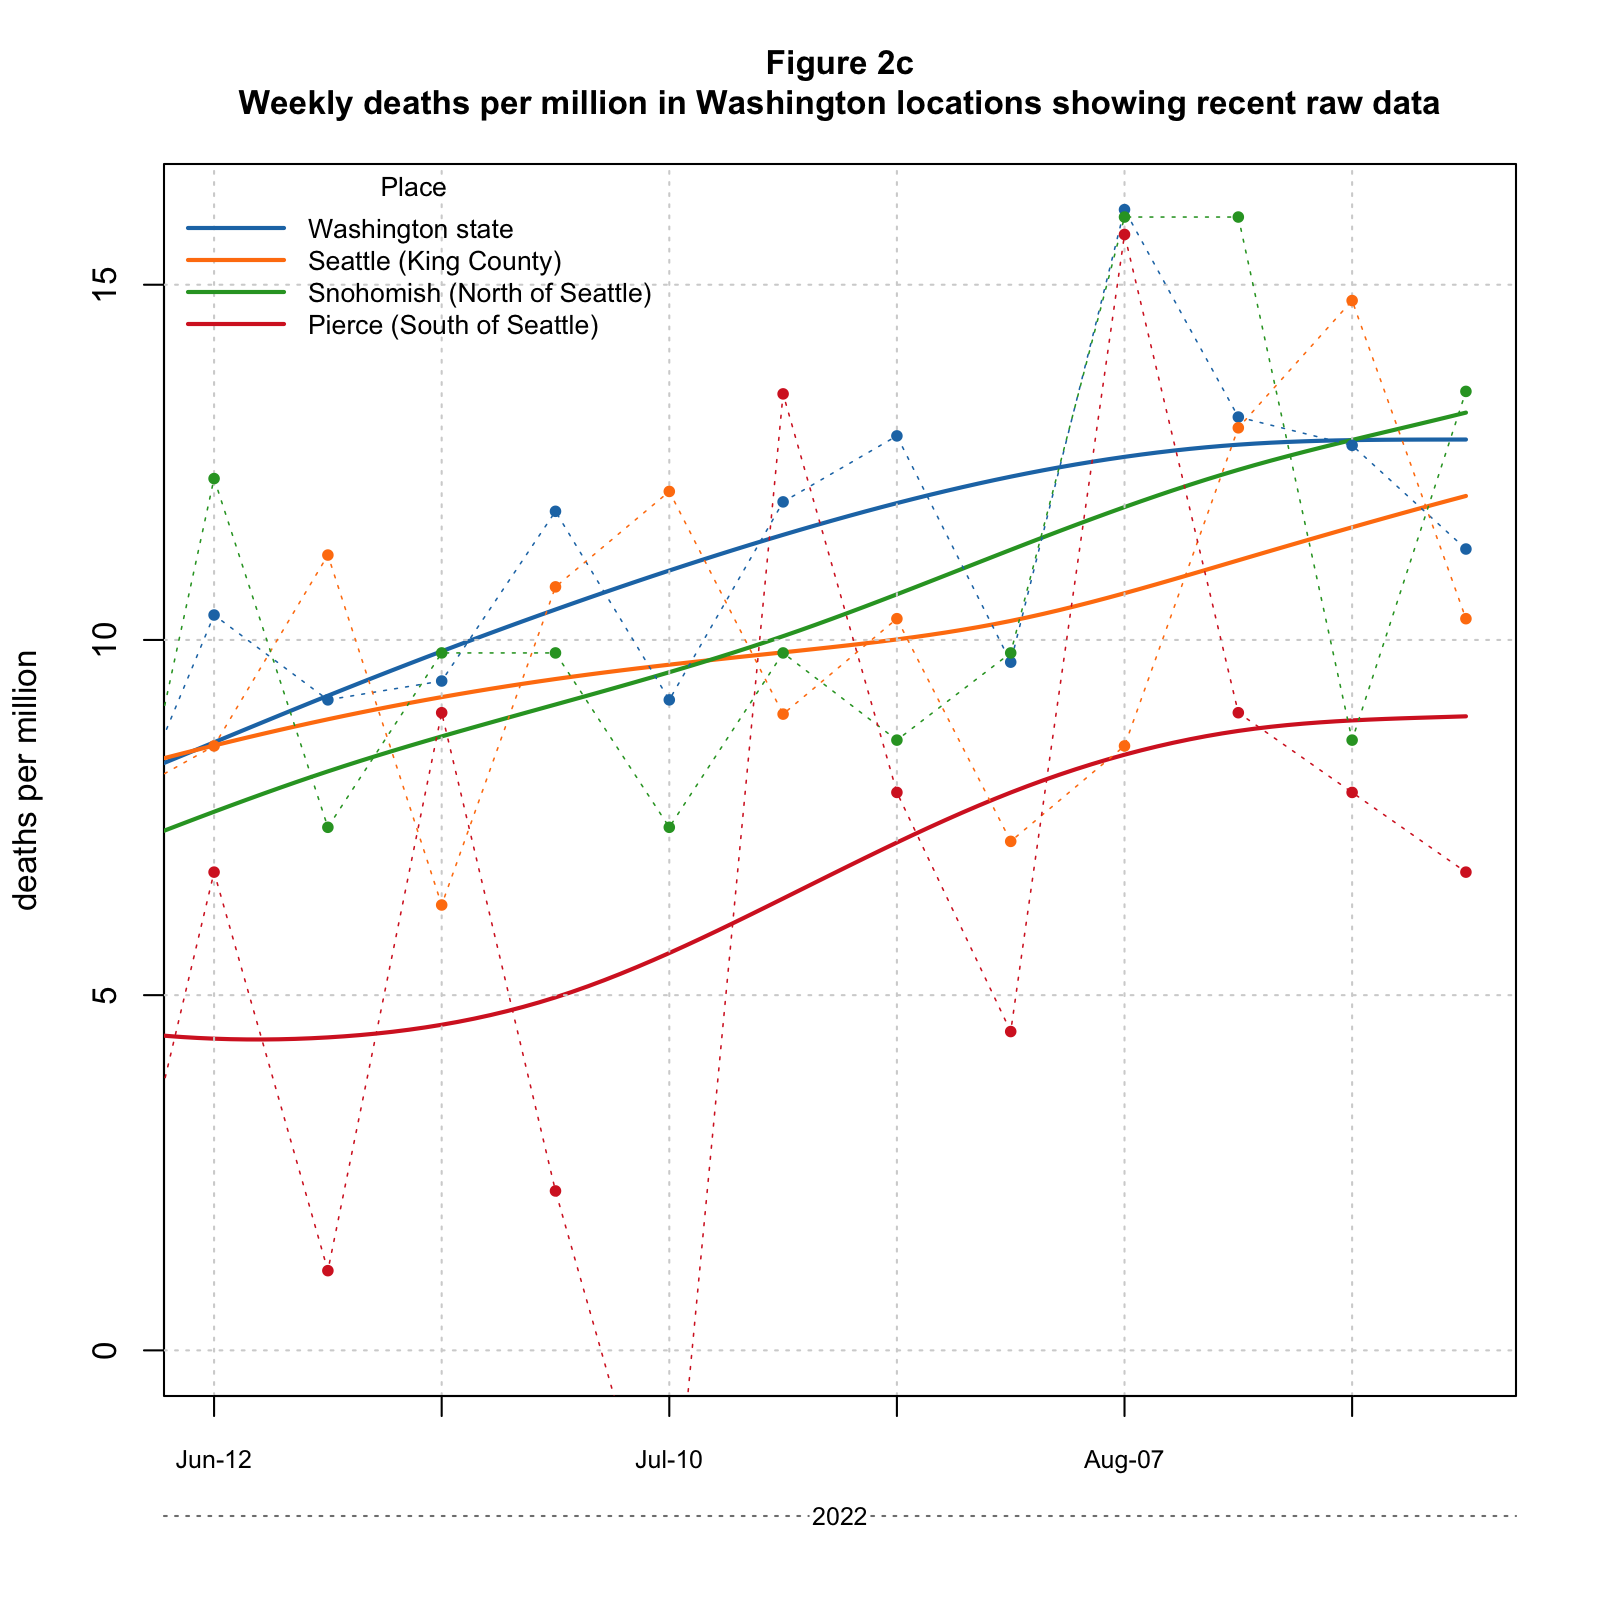 Figure 2c
Weekly deaths per million in Washington locations showing recent raw data
Place
Washington state
Seattle (King County)
Snohomish (North of Seattle)
Pierce (South of Seattle)
deaths per million
15
10
5
0
Jun-12
Jul-10
Aug-07
2022